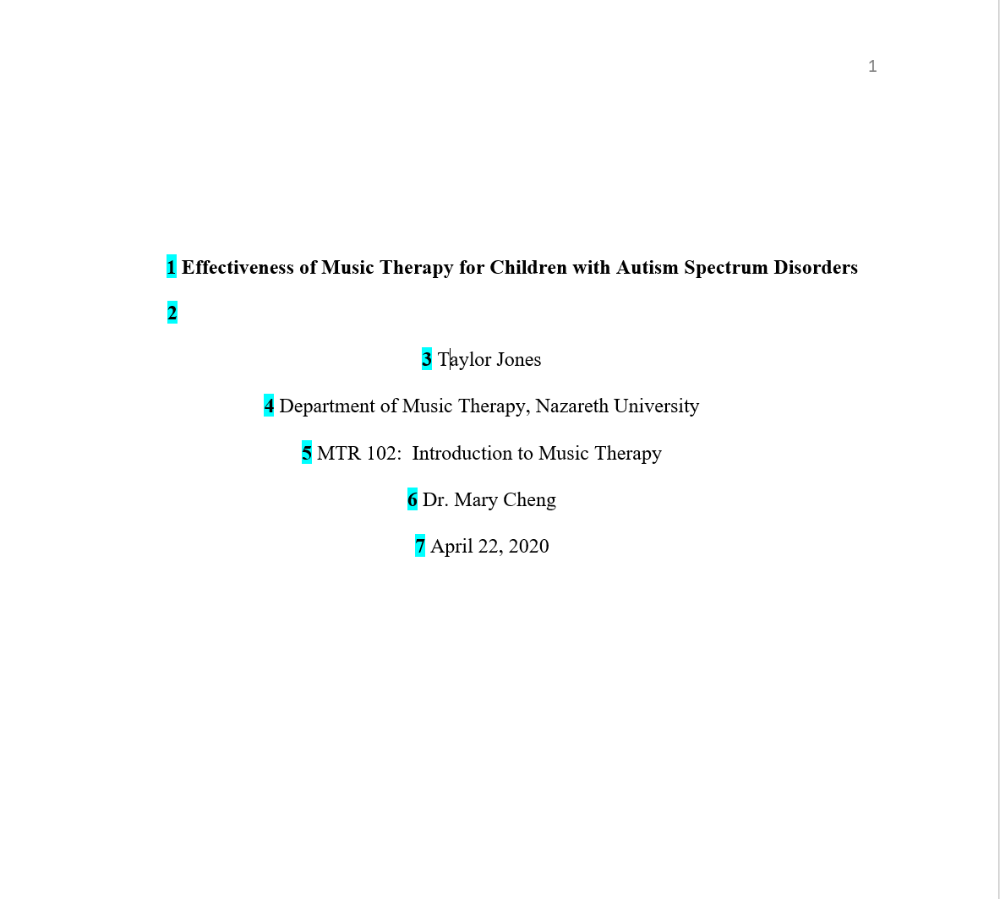 1
1 Effectiveness of Music Therapy for Children with Autism Spectrum Disorders
2
3 Taylor Jones
4 Department of Music Therapy, Nazareth University
5 MTR 102:  Introduction to Music Therapy
6 Dr. Mary Cheng
7 April 22, 2020